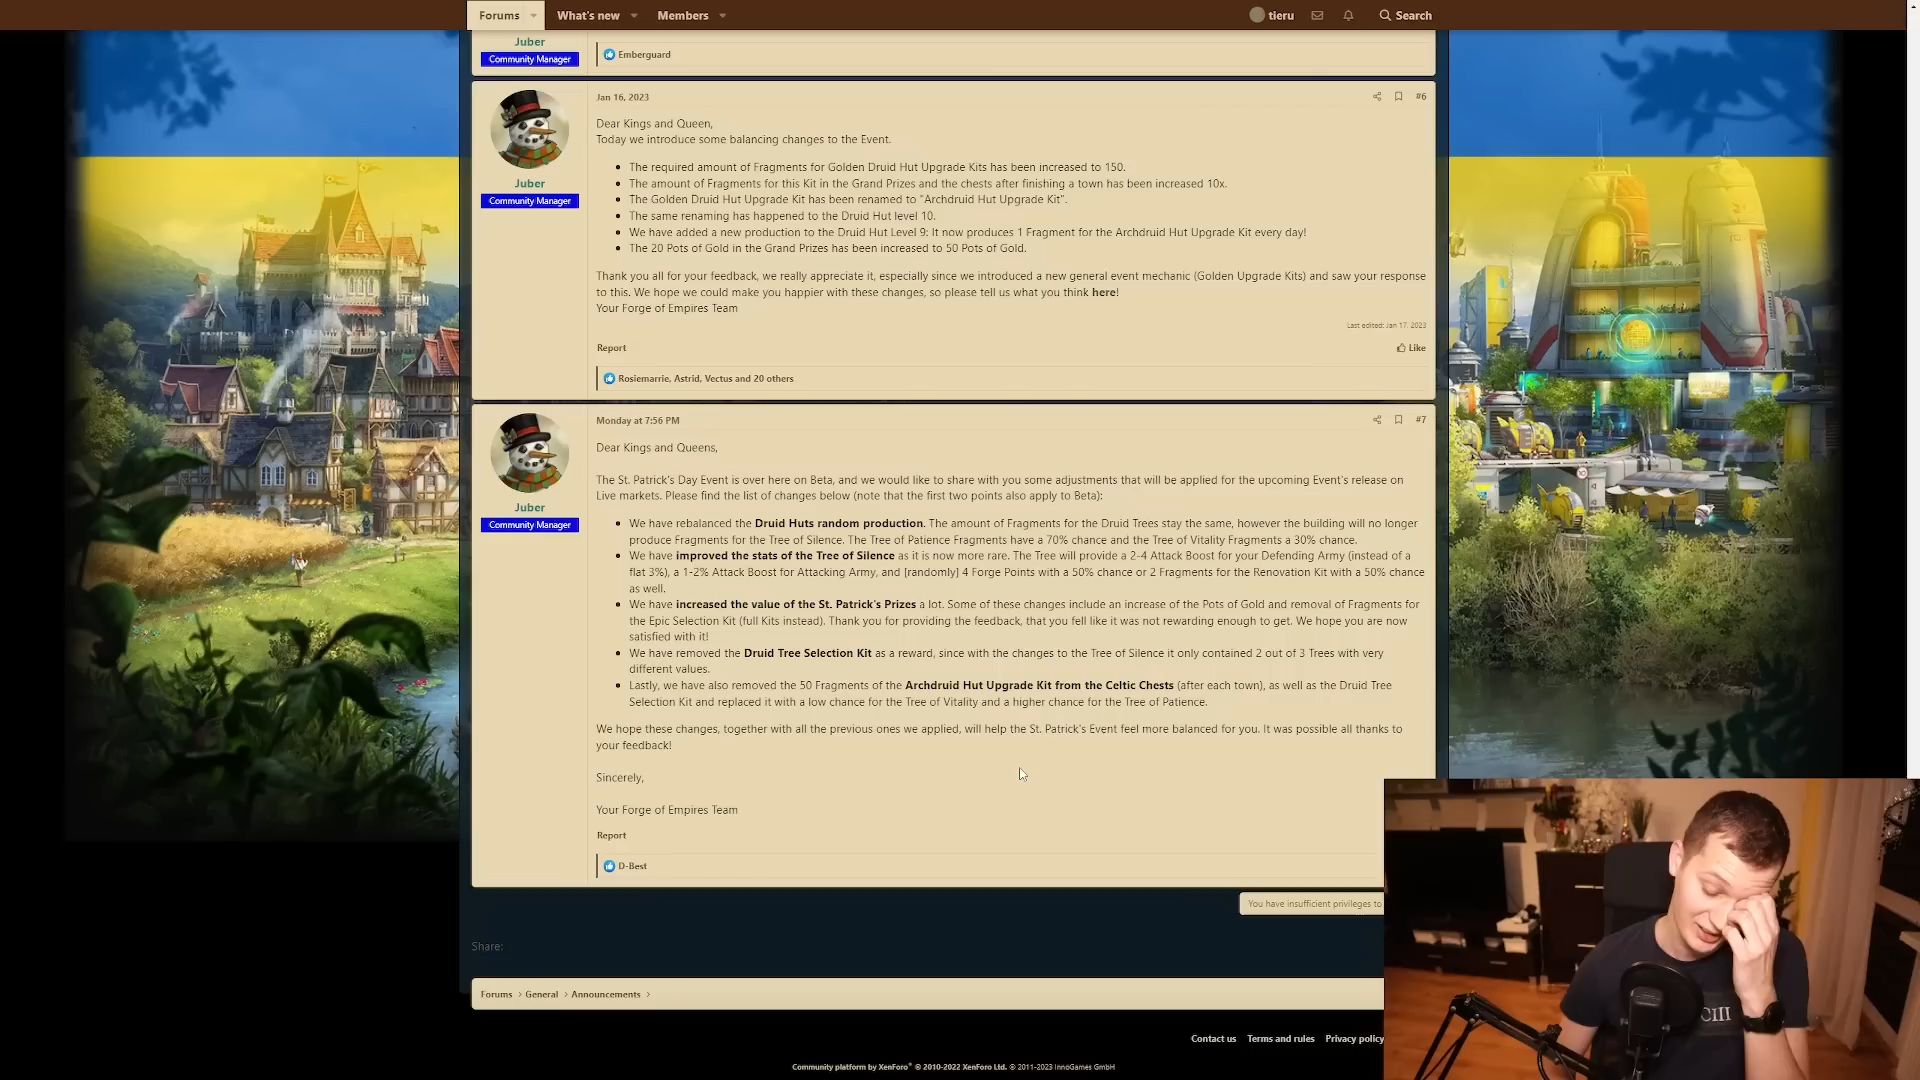 Forums
What's new
Members
tieru
Search
Juber
Community Manager
Emberguard
Jan 16, 2023
#6
Dear Kings and Queen,
Today we introduce some balancing changes to the Event.
The required amount of Fragments for Golden Druid Hut Upgrade Kits has been increased to 150.
The amount of Fragments for this Kit in the Grand Prizes and the chests after finishing a town has been increased 10x.
Juber
The Golden Druid Hut Upgrade Kit has been renamed to "Archdruid Hut Upgrade Kit".
Community Manager
The same renaming has happened to the Druid Hut level 10.
We have added a new production to the Druid Hut Level 9: It now produces 1 Fragment for the Archdruid Hut Upgrade Kit every day!
The 20 Pots of Gold in the Grand Prizes has been increased to 50 Pots of Gold.
Thank you all for your feedback, we really appreciate it, especially since we introduced a new general event mechanic (Golden Upgrade Kits) and saw your response
to this. We hope we could make you happier with these changes, so please tell us what you think here!
Your Forge of Empires Team
Last edited: Jan 17, 2023
Report
Like
Rosiemarrie, Astrid, Vectus and 20 others
Monday at 7:56 PM
#7
Dear Kings and Queens,
The St. Patrick's Day Event is over here on Beta, and we would like to share with you some adjustments that will be applied for the upcoming Event's release on
Live markets. Please find the list of changes below (note that the first two points also apply to Beta):
Juber
Community Manager
We have rebalanced the Druid Huts random production. The amount of Fragments for the Druid Trees stay the same, however the building will no longer
produce Fragments for the Tree of Silence. The Tree of Patience Fragments have a 70% chance and the Tree of Vitality Fragments a 30% chance.
We have improved the stats of the Tree of Silence as it is now more rare. The Tree will provide a 2-4 Attack Boost for your Defending Army (instead of a
flat 3%), a 1-2% Attack Boost for Attacking Army, and [randomly] 4 Forge Points with a 50% chance or 2 Fragments for the Renovation Kit with a 50% chance
as well.
We have increased the value of the St. Patrick's Prizes a lot. Some of these changes include an increase of the Pots of Gold and removal of Fragments for
the Epic Selection Kit (full Kits instead). Thank you for providing the feedback, that you fell like it was not rewarding enough to get. We hope you are now
satisfied with it!
We have removed the Druid Tree Selection Kit as a reward, since with the changes to the Tree of Silence it only contained 2 out of 3 Trees with very
different values.
Lastly, we have also removed the 50 Fragments of the Archdruid Hut Upgrade Kit from the Celtic Chests (after each town), as well as the Druid Tree
Selection Kit and replaced it with a low chance for the Tree of Vitality and a higher chance for the Tree of Patience.
We hope these changes, together with all the previous ones we applied, will help the St. Patrick's Event feel more balanced for you. It was possible all thanks to
your feedback!
Sincerely,
Your Forge of Empires Team
Report
D-Best
You have insufficient privileges to
Share:
Forums
General
Announcements
Contact us
Terms and rules
Privacy policy
Community platform by XenForo® © 2010-2022 XenForo Ltd. © 2011-2023 InnoGames GmbH
CIII